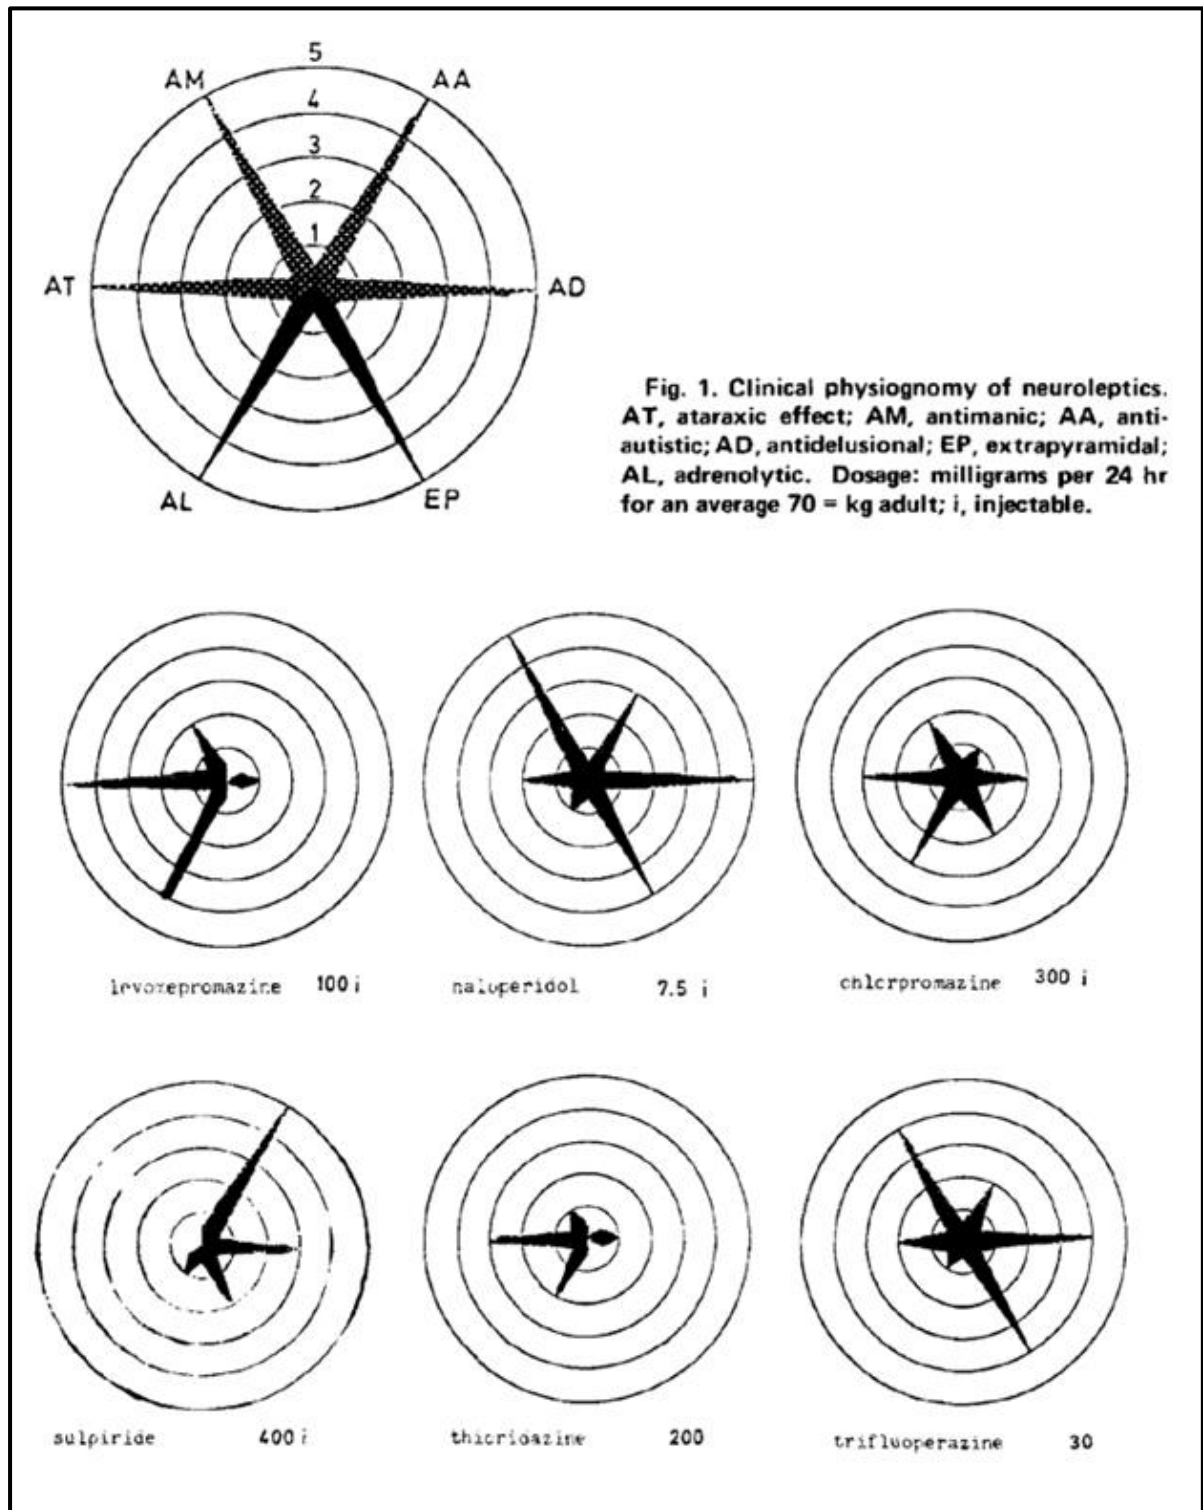 5
AM
AA
4
3
2
1
AT
AD
AL
EP
Fig. 1. Clinical physiognomy of neuroleptics.
AT, ataraxic effect; AM, antimanic; AA, anti-
autistic; AD, antidelusional; EP, extrapyramidal;
AL, adrenolytic. Dosage: milligrams per 24 hr
for an average 70 = kg adult; i, injectable.
levomepromazine 100 i
haloperidol 7.5 i
chlorpromazine 300 i
sulpiride 400 i
thioridazine 200
trifluoperazine 30